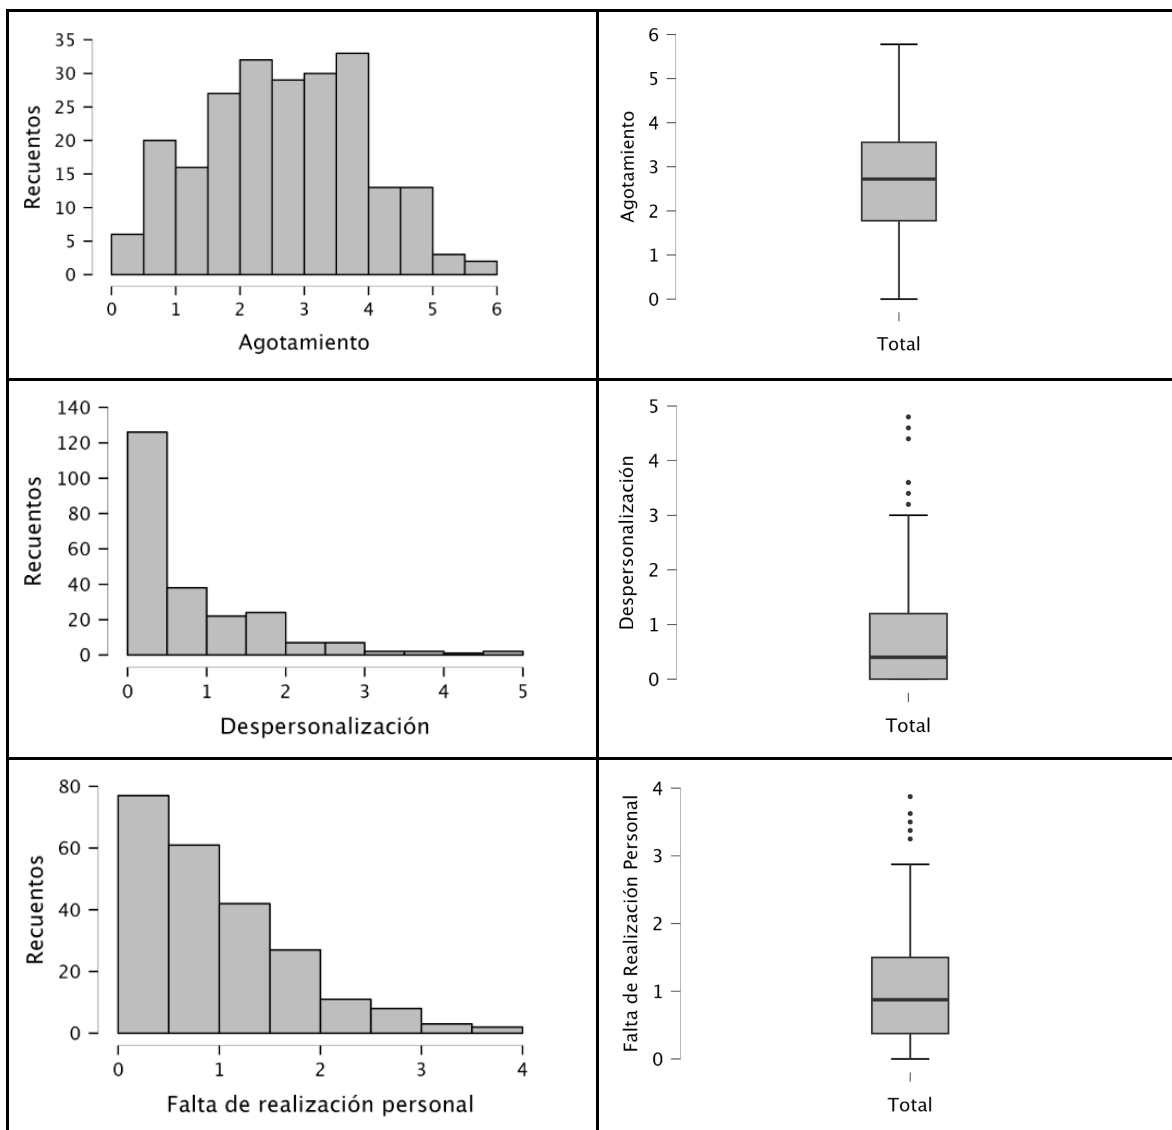 35
30
25
20
15
10
5
0
Recuentos
0 1 2 3 4 5 6
Agotamiento
6
5
4
3
2
1
0
Agotamiento
Total
140
120
100
80
60
40
20
0
Recuentos
0 1 2 3 4 5
Despersonalización
5
4
3
2
1
0
Despersonalización
Total
80
60
40
20
0
Recuentos
0 1 2 3 4
Falta de realización personal
4
3
2
1
0
Falta de Realización Personal
Total